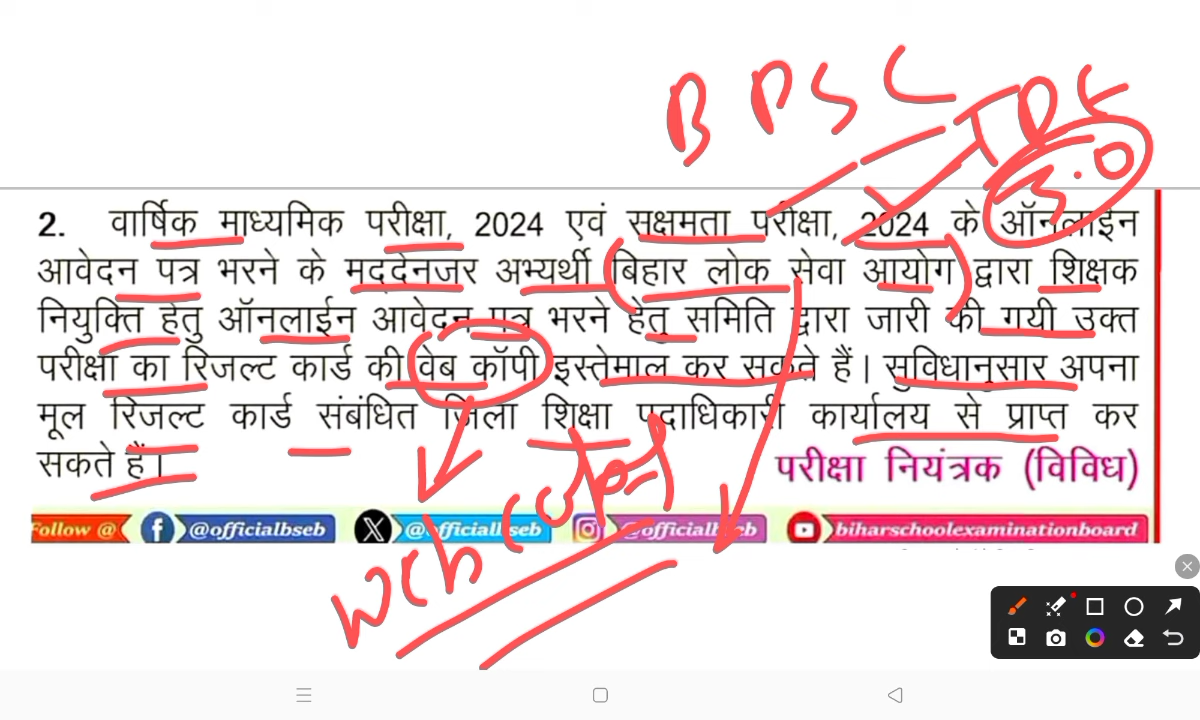 BPSC
TRE
3.0
2. वार्षिक माध्यमिक परीक्षा, 2024 एवं सक्षमता परीक्षा, 2024 के ऑनलाईन
आवेदन पत्र भरने के मद्देनजर अभ्यर्थी बिहार लोक सेवा आयोग द्वारा शिक्षक
नियुक्ति हेतु ऑनलाईन आवेदन पत्र भरने हेतु समिति द्वारा जारी की गयी उक्त
परीक्षा का रिजल्ट कार्ड की वेब कॉपी इस्तेमाल कर सकते हैं। सुविधानुसार अपना
मूल रिजल्ट कार्ड संबंधित जिला शिक्षा पदाधिकारी कार्यालय से प्राप्त कर
सकते हैं।
परीक्षा नियंत्रक (विविध)
Follow @ @officialbseb @officialbseb @officialbseb biharschoolexaminationboard
Web copy